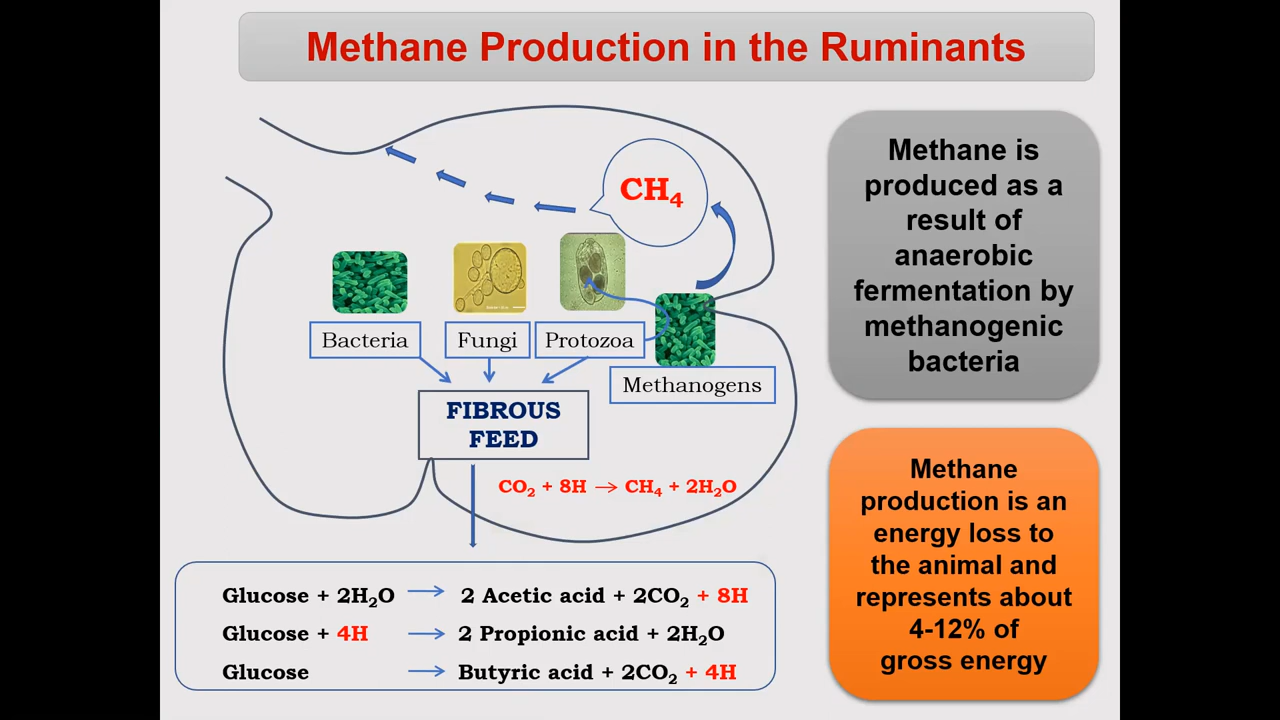 Methane Production in the Ruminants
CH₄
Bacteria
Fungi
Protozoa
Methanogens
FIBROUS
FEED
CO₂ + 8H → CH₄ + 2H₂O
Glucose + 2H₂O → 2 Acetic acid + 2CO₂ + 8H
Glucose + 4H → 2 Propionic acid + 2H₂O
Glucose → Butyric acid + 2CO₂ + 4H
Methane is
produced as a
result of
anaerobic
fermentation by
methanogenic
bacteria
Methane
production is an
energy loss to
the animal and
represents about
4-12% of
gross energy